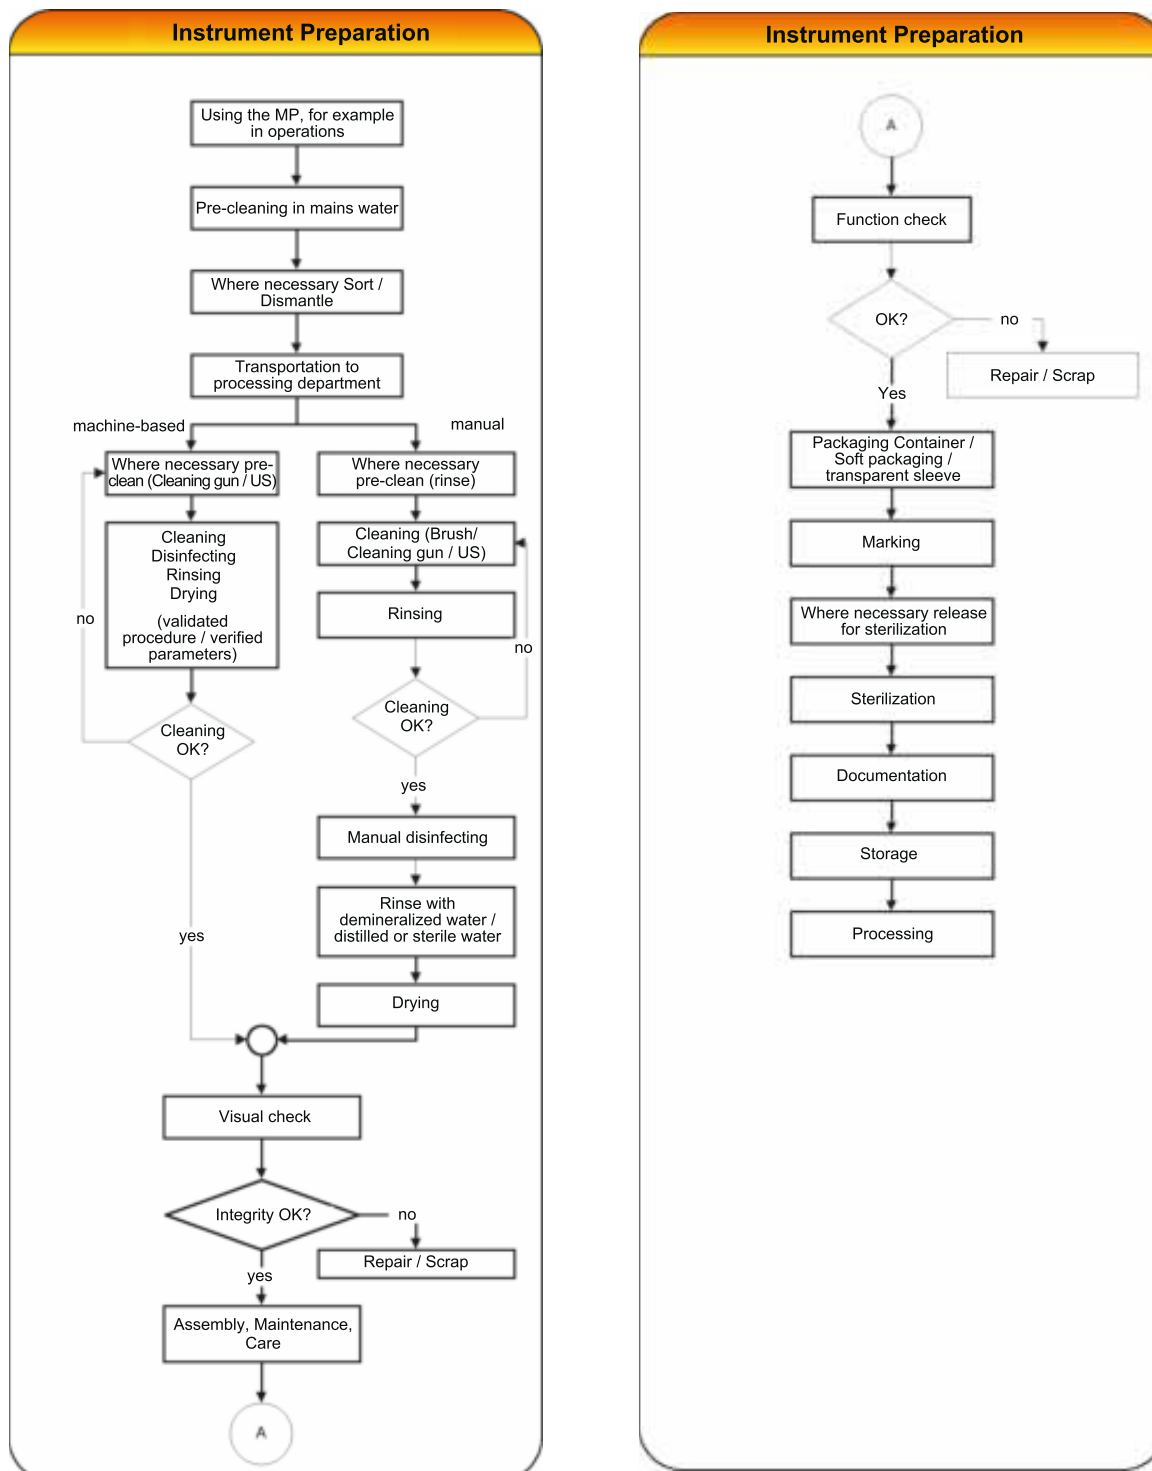 Instrument Preparation
Using the MP, for example
in operations
Pre-cleaning in mains water
Where necessary Sort /
Dismantle
Transportation to
processing department
machine-based
manual
Where necessary pre-
clean (Cleaning gun / US)
Where necessary
pre-clean (rinse)
Cleaning
Disinfecting
Rinsing
Drying
(validated
procedure / verified
parameters)
Cleaning (Brush/
Cleaning gun / US)
Rinsing
no
no
Cleaning
OK?
Cleaning
OK?
yes
Manual disinfecting
Rinse with
demineralized water /
distilled or sterile water
yes
Drying
Visual check
Integrity OK?
no
Repair / Scrap
yes
Assembly, Maintenance,
Care
A
Instrument Preparation
A
Function check
OK?
no
Repair / Scrap
Yes
Packaging Container /
Soft packaging /
transparent sleeve
Marking
Where necessary release
for sterilization
Sterilization
Documentation
Storage
Processing